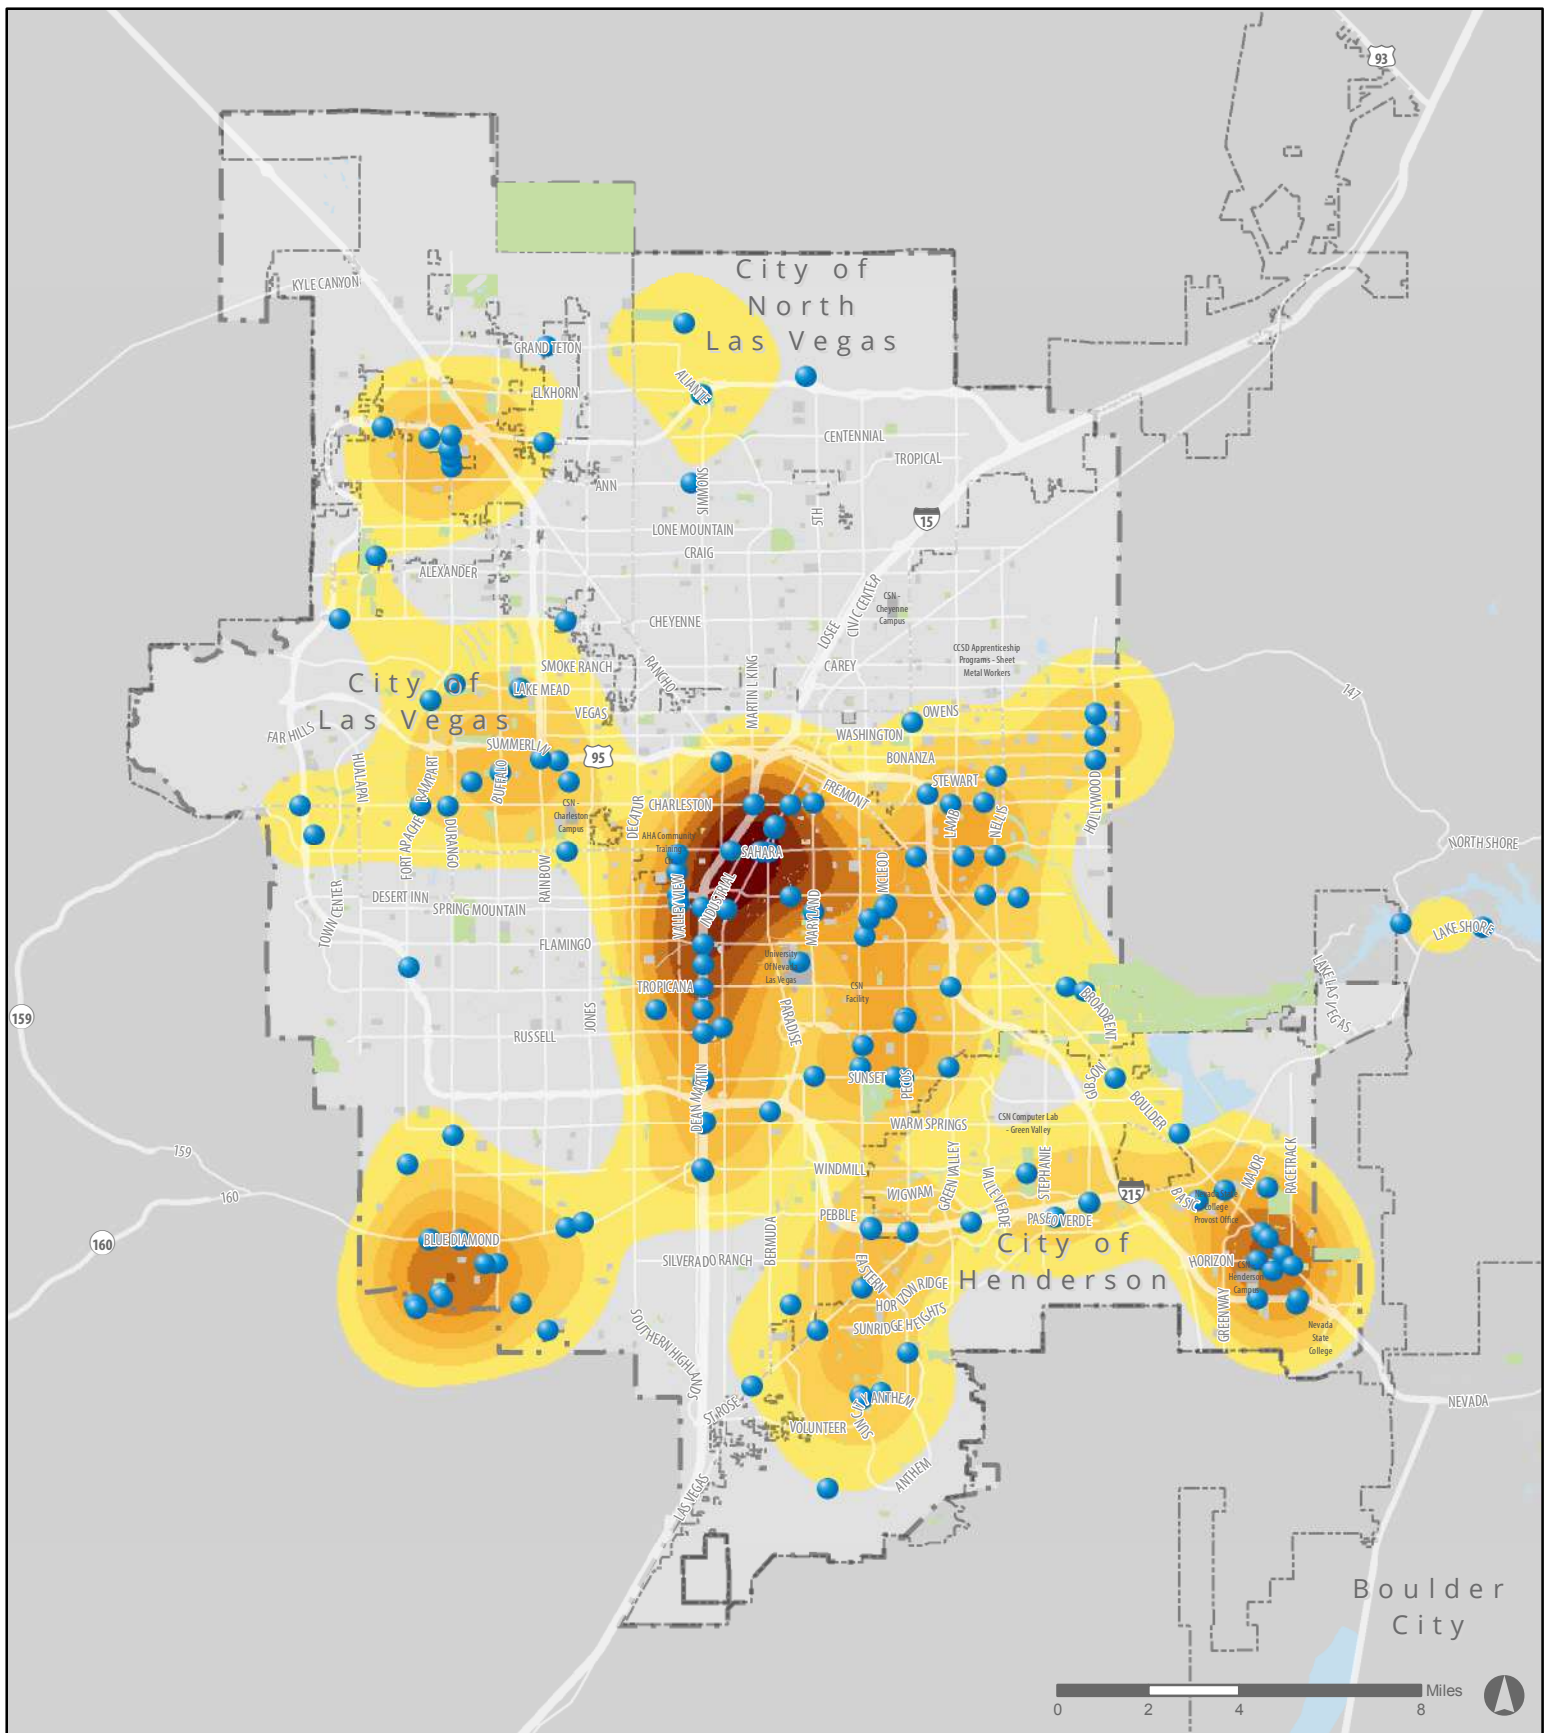 93
City of
North
Las Vegas
KYLE CANYON
GRAND TETON
ELKHORN
ALIANTE
CENTENNIAL
TROPICAL
ANN
SIMMONS
5TH
15
LONE MOUNTAIN
CRAIG
ALEXANDER
CHEYENNE
LOSEE
CIVIC CENTER
CSN -
Cheyenne
Campus
SMOKE RANCH
RANCHO
MARTIN L KING
CAREY
CCSD Apprenticeship
Programs - Sheet
Metal Workers
147
City of
Las Vegas
LAKE MEAD
VEGAS
FAR HILLS
SUMMERLIN
95
OWENS
WASHINGTON
BONANZA
HUALAPAI
RAMPART
BUFFALO
STEWART
FREMONT
CHARLESTON
DECATUR
CSN -
Charleston
Campus
FORT APACHE
DURANGO
LAMB
NELLIS
HOLLYWOOD
AHA Community
Training
SAHARA
RAINBOW
MCLEOD
NORTH SHORE
DESERT INN
SPRING MOUNTAIN
TOWN CENTER
VALLEY VIEW
INDUSTRIAL
MARYLAND
FLAMINGO
LAKE SHORE
University
Of Nevada
Las Vegas
TROPICANA
CSN
Facility
LAKE LAS VEGAS
BROADBENT
159
JONES
RUSSELL
PARADISE
SUNSET
PECOS
GIBSON
BOULDER
DEAN MARTIN
CSN Computer Lab
- Green Valley
WARM SPRINGS
159
WINDMILL
GREEN VALLEY
VALLE VERDE
STEPHANIE
MAJOR
RACETRACK
160
WIGNAM
215
BASIC
Nevada State
College
Provost Office
PEBBLE
PASEO VERDE
160
BLUE DIAMOND
BERMUDA
City of
Henderson
SILVERADO RANCH
EASTERN
HORIZON
CSN
Henderson
Campus
HORIZON RIDGE
SUNRIDGE HEIGHTS
GREENWAY
Nevada
State
College
SOUTHERN HIGHLANDS
ST ROSE
SUN CITY ANTHEM
VOLUNTEER
NEVADA
LAS VEGAS
ANTHEM
Boulder
City
Miles
0 2 4 8